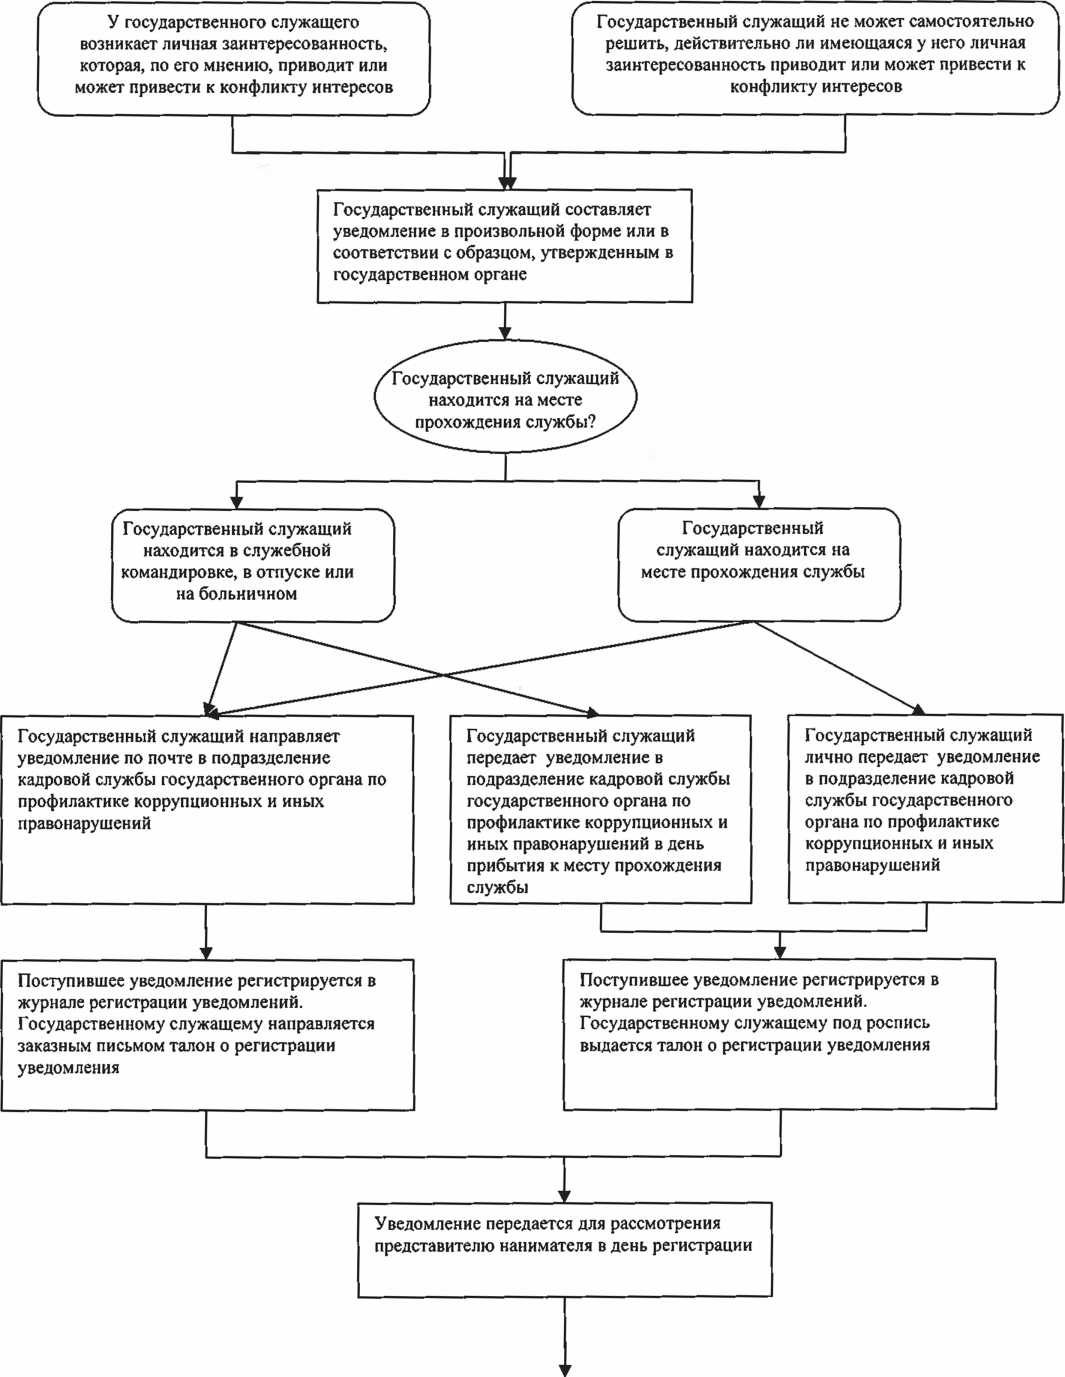 У государственного служащего
возникает личная заинтересованность,
которая, по его мнению, приводит или
может привести к конфликту интересов
Государственный служащий не может самостоятельно
решить, действительно ли имеющаяся у него личная
заинтересованность приводит или может привести к
конфликту интересов
Государственный служащий составляет
уведомление в произвольной форме или в
соответствии с образцом, утвержденным в
государственном органе
Государственный служащий
находится на месте
прохождения службы?
Государственный служащий
находится в служебной
командировке, в отпуске или
на больничном
Государственный
служащий находится на
месте прохождения службы
Государственный служащий направляет
уведомление по почте в подразделение
кадровой службы государственного органа по
профилактике коррупционных и иных
правонарушений
Государственный служащий
передает уведомление в
подразделение кадровой службы
государственного органа по
профилактике коррупционных и
иных правонарушений в день
прибытия к месту прохождения
службы
Государственный служащий
лично передает уведомление
в подразделение кадровой
службы государственного
органа по профилактике
коррупционных и иных
правонарушений
Поступившее уведомление регистрируется в
журнале регистрации уведомлений.
Государственному служащему направляется
заказным письмом талон о регистрации
уведомления
Поступившее уведомление регистрируется в
журнале регистрации уведомлений.
Государственному служащему под роспись
выдается талон о регистрации уведомления
Уведомление передается для рассмотрения
представителю нанимателя в день регистрации